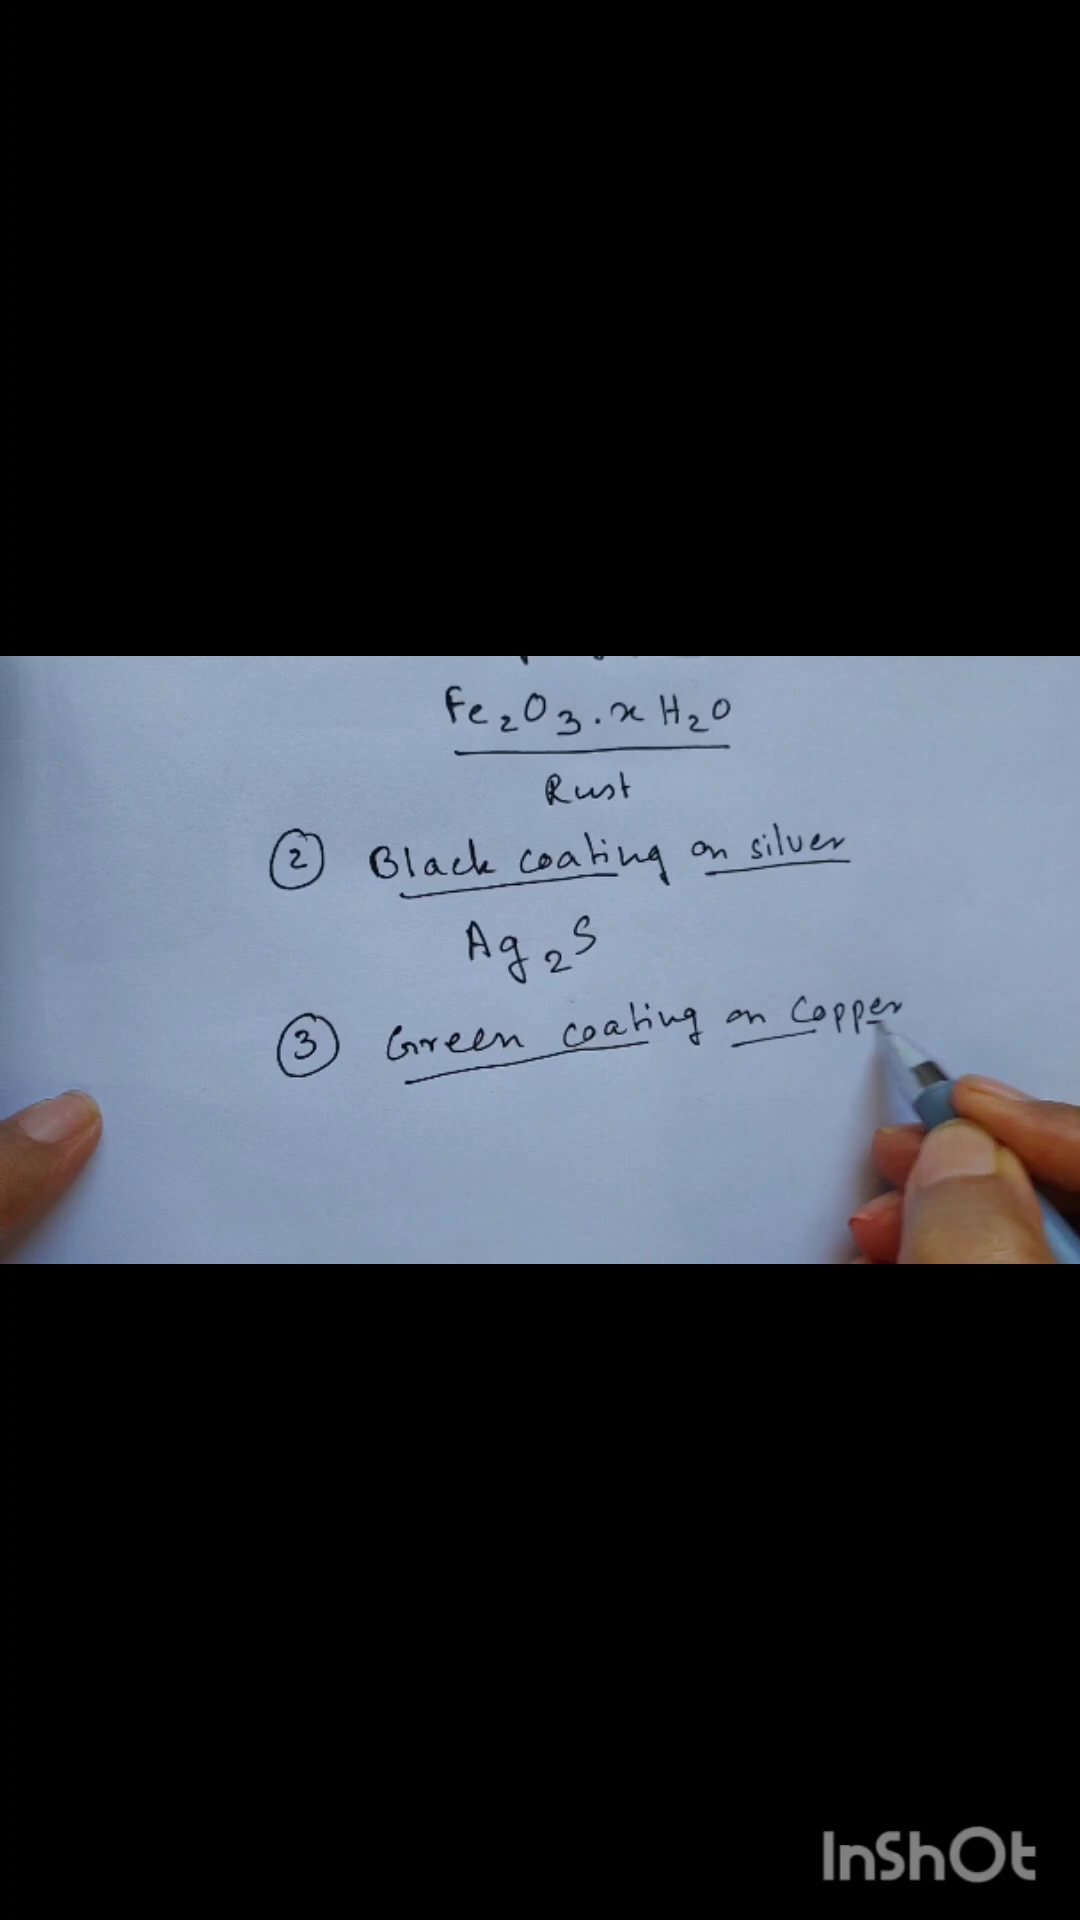 Fe₂O₃.xH₂O
Rust
② Black coating on silver
Ag₂S
③ Green coating on Copper
InShOt